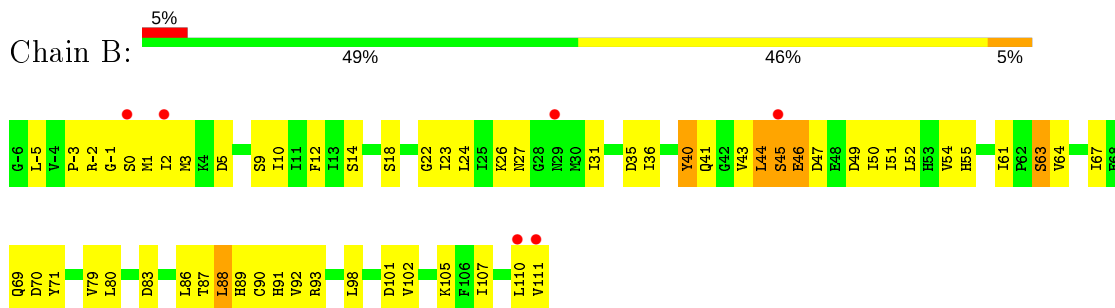 5%
Chain B:
49% 46% 5%
G-6 L-5 V-4 P-3 R-2 G-1 S0 M1 I2 M3 K4 D5 S9 I10 I11 F12 I13 S14 S18 G22 I23 L24 I25 K26 N27 G28 N29 M30 I31 D35 I36 Y40 Q41 G42 V43 L44 S45 E46 D47 E48 D49 I50 I51 L52 H53 V54 H55 I61 P62 S63 V64 I67
Q69 D70 Y71 V79 L80 D83 L86 T87 L88 H89 C90 H91 V92 R93 L98 D101 V102 K105 F106 I107 L110 V111